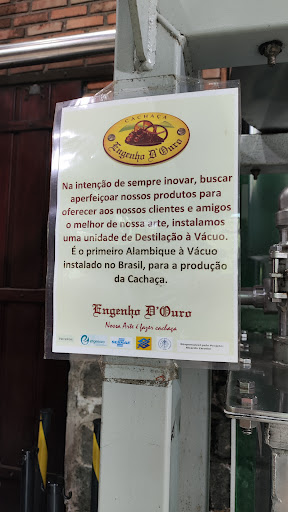 CACHAÇA
Engenho D'Ouro
Na intenção de sempre inovar, buscar
aperfeiçoar nossos produtos para
oferecer aos nossos clientes e amigos
o melhor de nossa arte, instalamos
uma unidade de Destilação à Vácuo.
É o primeiro Alambique à Vácuo
instalado no Brasil, para a produção
da Cachaça.
Engenho D'Ouro
Nossa Arte é fazer cachaça
SEBRAE